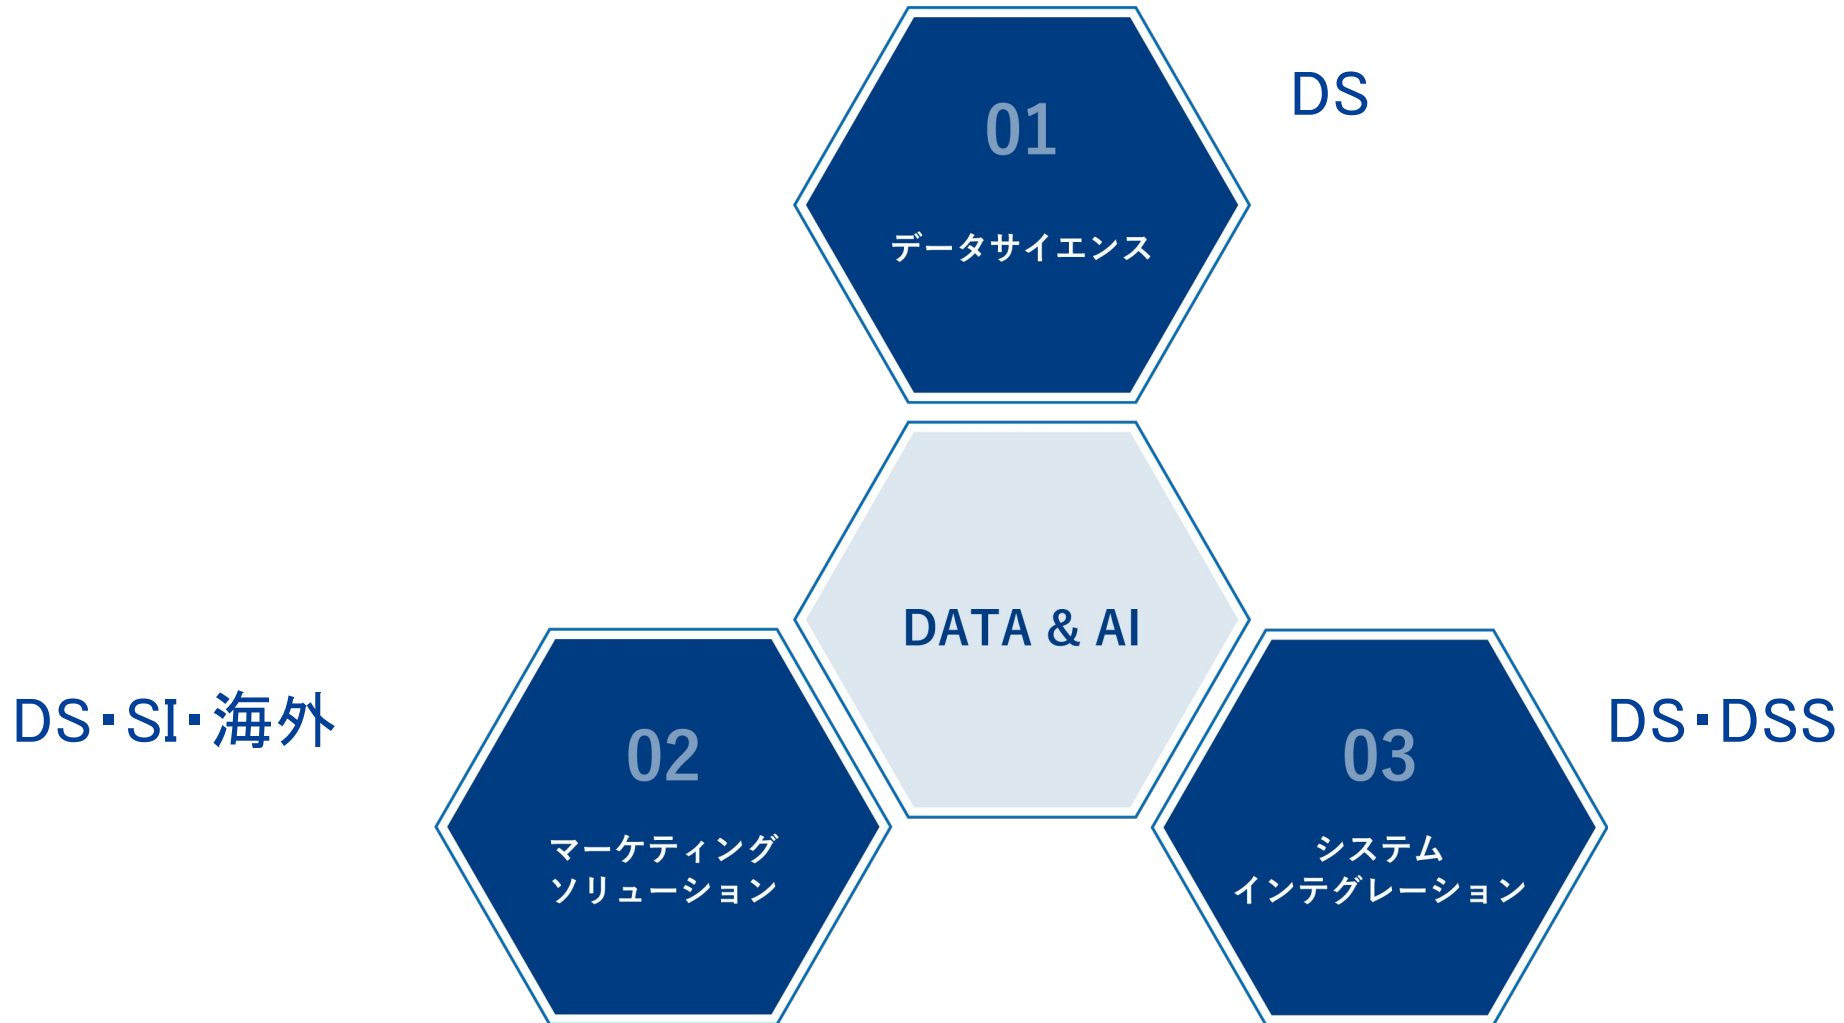 01
DS
データサイエンス
DATA & AI
DS・SI・海外
02
マーケティング
ソリューション
DS・DSS
03
システム
インテグレーション